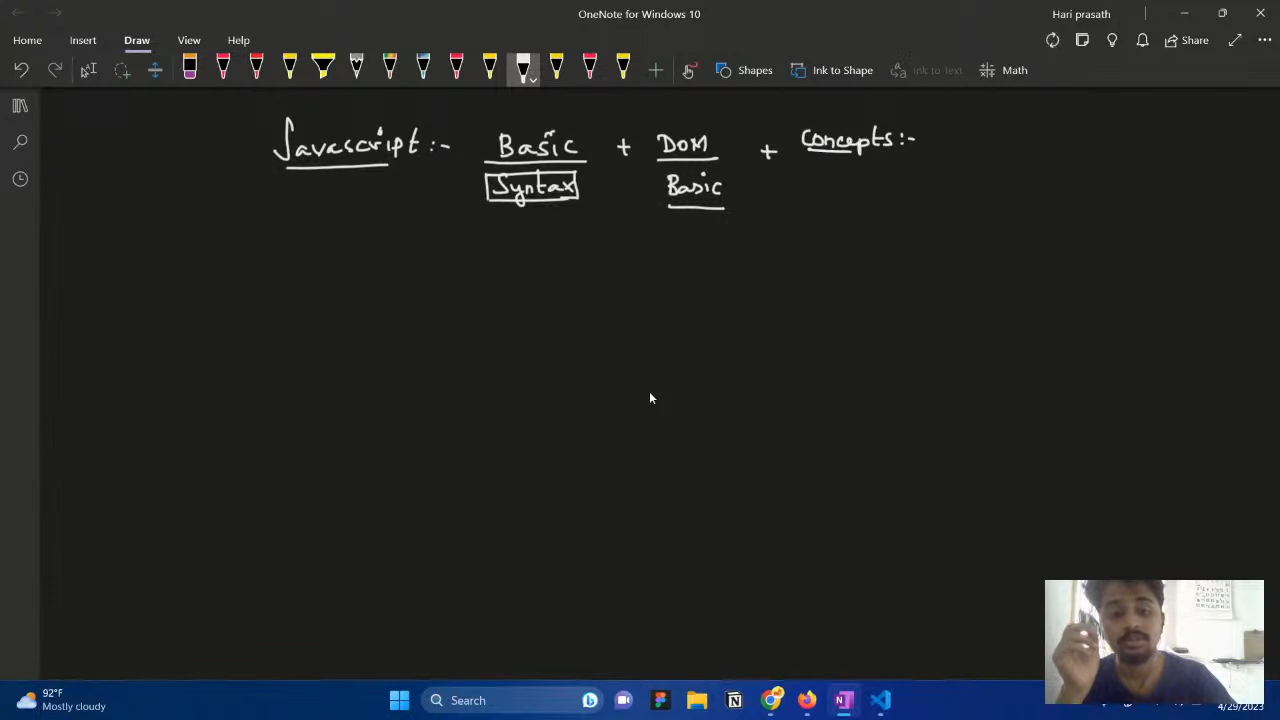 OneNote for Windows 10
Hari prasath
Home Insert Draw View Help
Share
Shapes Ink to Shape Ink to Text Math
Javascript:- Basic + DOM + Concepts:-
Syntax Basic
92°F
Mostly cloudy
Search